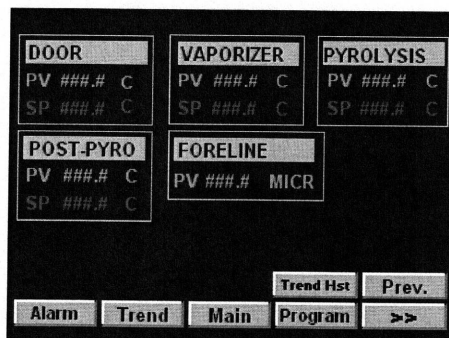 DOOR
PV ###.# C
SP ###.# C
VAPORIZER
PV ###.# C
SP ###.# C
PYROLYSIS
PV ###.# C
SP ###.# C
POST-PYRO
PV ###.# C
SP ###.# C
FORELINE
PV ###.# MICR
Trend Hst Prev.
Alarm Trend Main Program >>